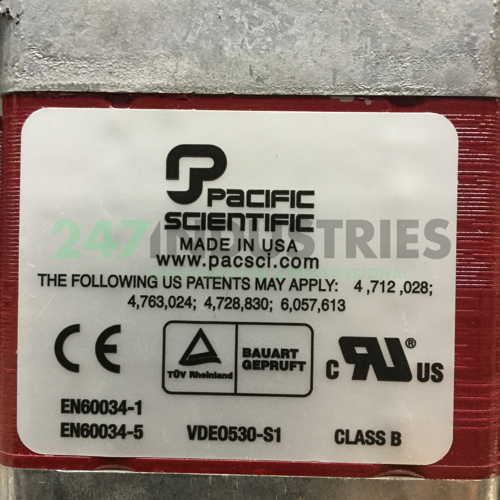 PACIFIC
SCIENTIFIC
247INDUSTRIES
MADE IN USA
www.pacsci.com
THE FOLLOWING US PATENTS MAY APPLY: 4,712,028;
4,763,024; 4,728,830; 6,057,613
CE
TÜV Rheinland
BAUART
GEPRUFT
C RU US ®
EN60034-1
EN60034-5 VDE0530-S1 CLASS B